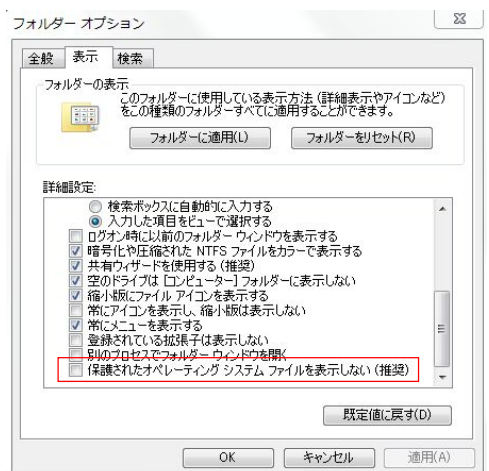 フォルダー オプション
全般 表示 検索
フォルダーの表示
このフォルダーに使用している表示方法(詳細表示やアイコンなど)
をこの種類のフォルダーすべてに適用することができます。
フォルダーに適用(L) フォルダーをリセット(R)
詳細設定:
検索ボックスに自動的に入力する
入力した項目をビューで選択する
ログオン時に以前のフォルダー ウィンドウを表示する
暗号化や圧縮された NTFS ファイルをカラーで表示する
共有ウィザードを使用する (推奨)
空のドライブは [コンピューター] フォルダーに表示しない
縮小版にファイル アイコンを表示する
常にアイコンを表示し、縮小版は表示しない
常にメニューを表示する
登録されている拡張子は表示しない
別のプロセスでフォルダー ウィンドウを開く
保護されたオペレーティング システム ファイルを表示しない (推奨)
既定値に戻す(D)
OK キャンセル 適用(A)